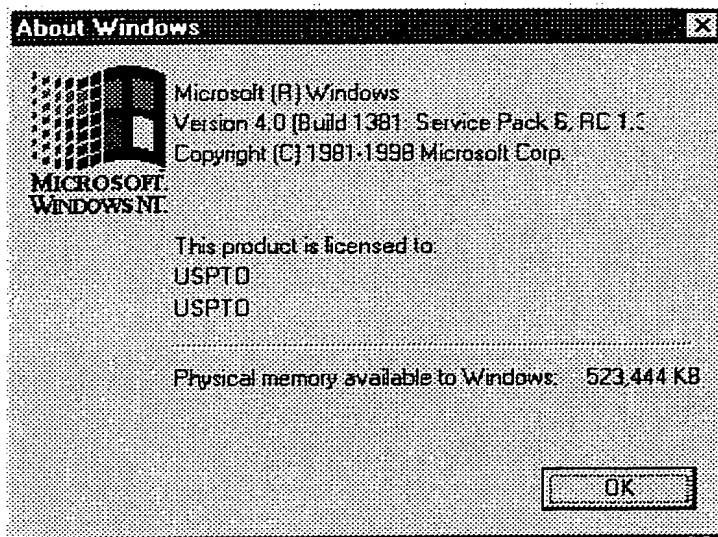 About Windows
MICROSOFT
WINDOWS NT.
Microsoft (R) Windows
Version 4.0 (Build 1381 Service Pack 6, RC 1.
Copyright (C) 1981-1998 Microsoft Corp.
This product is licensed to:
USPTO
USPTO
Physical memory available to Windows: 523,444 KB
OK